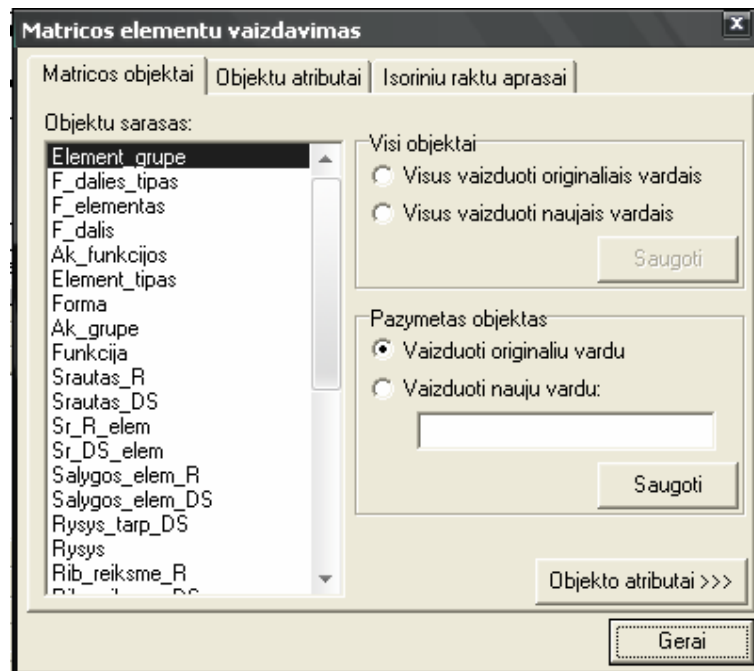 Matricos elementu vaizdavimas
Matricos objektai
Objektu atributai
Isoriniu raktu aprasai
Objektu sarasas:
Element_grupe
F_dalies_tipas
F_elementas
F_dalis
Ak_funkcijos
Element_tipas
Forma
Ak_grupe
Funkcija
Srautas_R
Srautas_DS
Sr_R_elem
Sr_DS_elem
Salygos_elem_R
Salygos_elem_DS
Rysys_tarp_DS
Rysys
Rib_reiksme_R
Visi objektai
Visus vaizduoti originaliais vardais
Visus vaizduoti naujais vardais
Saugoti
Pazymetas objektas
Vaizduoti originaliu vardu
Vaizduoti nauju vardu:
Saugoti
Objekto atributai >>>
Gerai